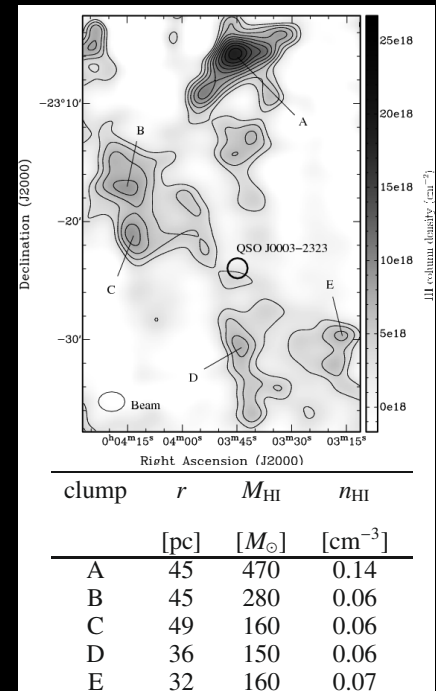 25e18
-23°10′
A
20e18
B
15e18
-20′
QSO J0003-2323
10e18
C
E
-30′
5e18
D
0e18
Beam
Declination (J2000)
HI column density (cm⁻²)
0ʰ04ᵐ15ˢ 04ᵐ00ˢ 03ᵐ45ˢ 03ᵐ30ˢ 03ᵐ15ˢ
Right Ascension (J2000)
clump r M_HI n_HI
[pc] [M⊙] [cm⁻³]
A 45 470 0.14
B 45 280 0.06
C 49 160 0.06
D 36 150 0.06
E 32 160 0.07